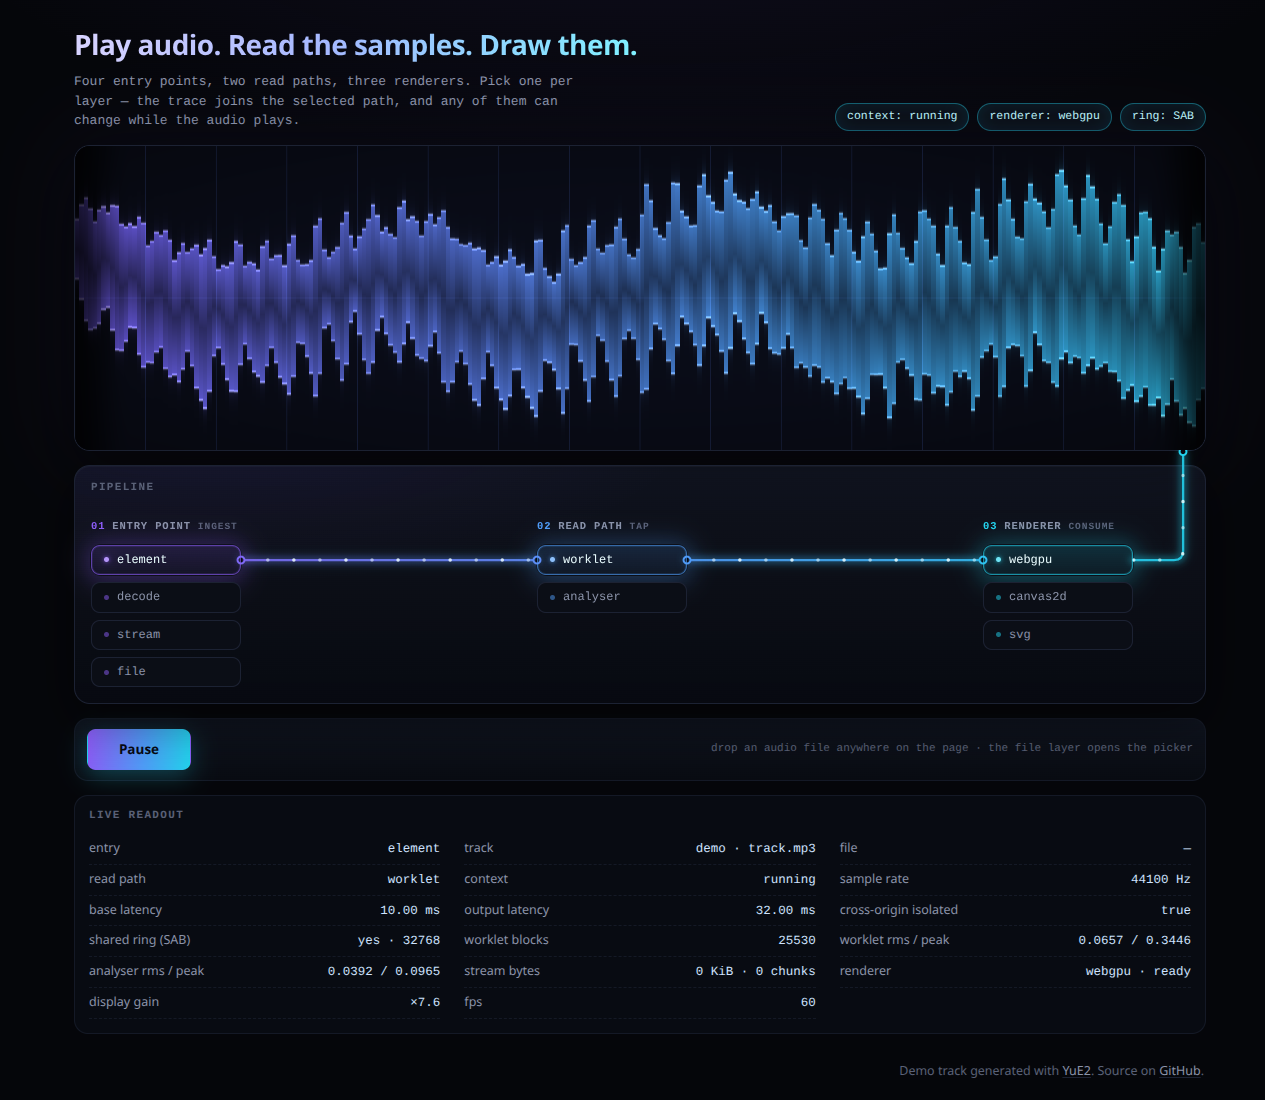 Play audio. Read the samples. Draw them.
Four entry points, two read paths, three renderers. Pick one per
layer — the trace joins the selected path, and any of them can
change while the audio plays.
context: running
renderer: webgpu
ring: SAB
PIPELINE
01 ENTRY POINT INGEST
element
decode
stream
file
02 READ PATH TAP
worklet
analyser
03 RENDERER CONSUME
webgpu
canvas2d
svg
Pause
drop an audio file anywhere on the page · the file layer opens the picker
LIVE READOUT
entry element
track demo · track.mp3
file —
read path worklet
context running
sample rate 44100 Hz
base latency 10.00 ms
output latency 32.00 ms
cross-origin isolated true
shared ring (SAB) yes · 32768
worklet blocks 25530
worklet rms / peak 0.0657 / 0.3446
analyser rms / peak 0.0392 / 0.0965
stream bytes 0 KiB · 0 chunks
renderer webgpu · ready
display gain ×7.6
fps 60
Demo track generated with YuE2. Source on GitHub.